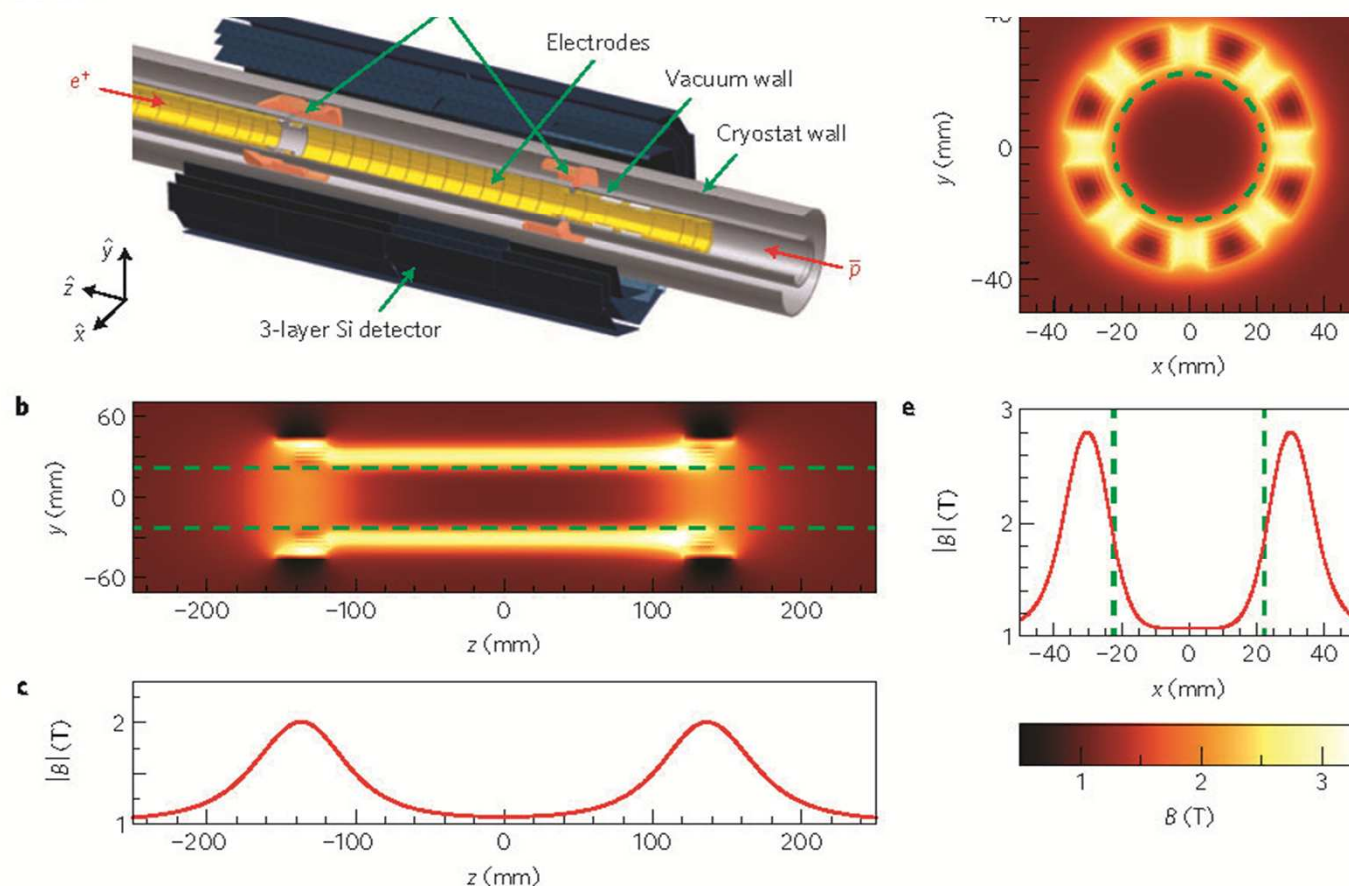 Electrodes
Vacuum wall
Cryostat wall
e⁺
p̅
ŷ
ẑ
x̂
3-layer Si detector
y (mm)
0
−40
−40 −20 0 20 40
x (mm)
b
y (mm)
60
0
−60
−200 −100 0 100 200
z (mm)
c
|B| (T)
2
1
−200 −100 0 100 200
z (mm)
e
|B| (T)
3
2
1
−40 −20 0 20 40
x (mm)
1 2 3
B (T)